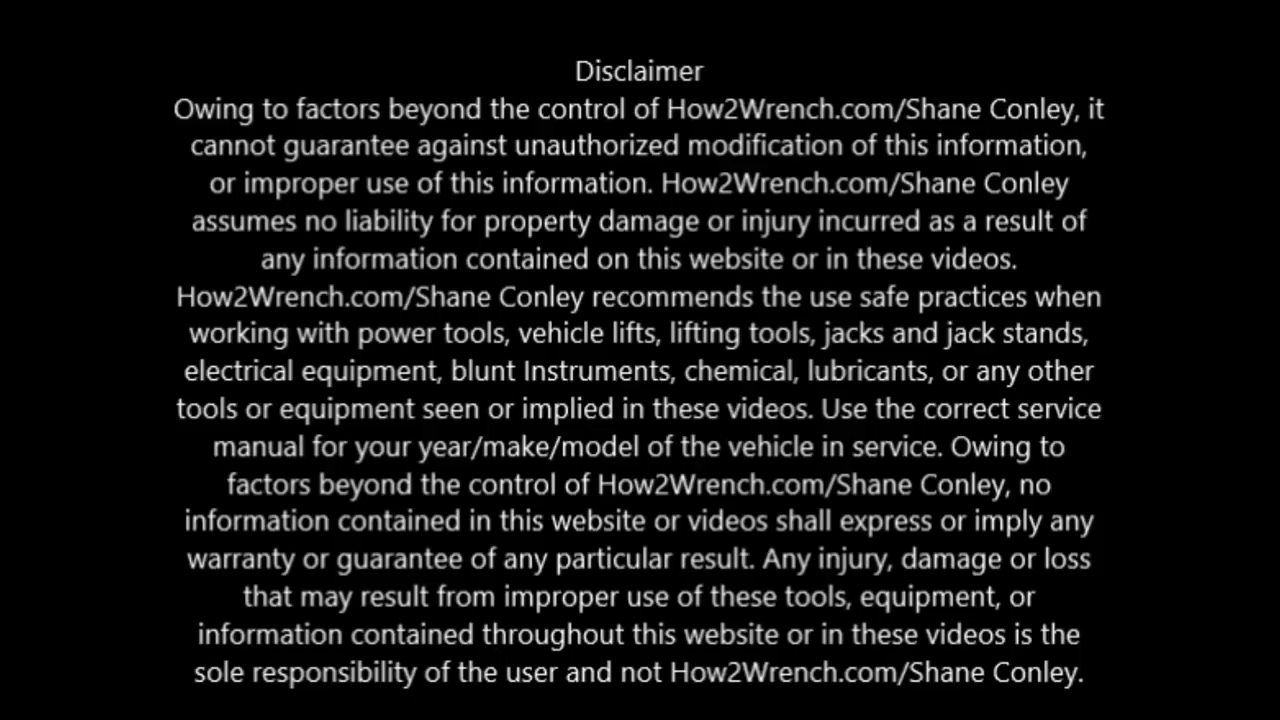 Disclaimer
Owing to factors beyond the control of How2Wrench.com/Shane Conley, it
cannot guarantee against unauthorized modification of this information,
or improper use of this information. How2Wrench.com/Shane Conley
assumes no liability for property damage or injury incurred as a result of
any information contained on this website or in these videos.
How2Wrench.com/Shane Conley recommends the use safe practices when
working with power tools, vehicle lifts, lifting tools, jacks and jack stands,
electrical equipment, blunt Instruments, chemical, lubricants, or any other
tools or equipment seen or implied in these videos. Use the correct service
manual for your year/make/model of the vehicle in service. Owing to
factors beyond the control of How2Wrench.com/Shane Conley, no
information contained in this website or videos shall express or imply any
warranty or guarantee of any particular result. Any injury, damage or loss
that may result from improper use of these tools, equipment, or
information contained throughout this website or in these videos is the
sole responsibility of the user and not How2Wrench.com/Shane Conley.